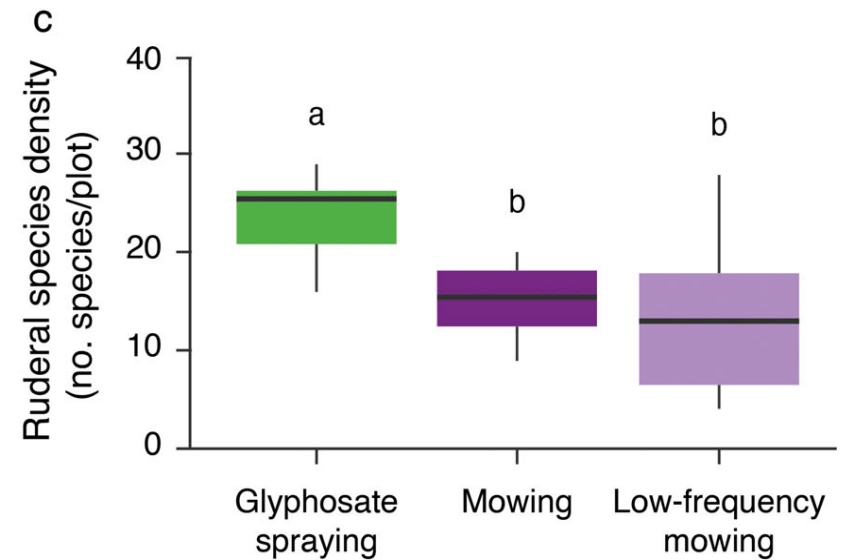 c
Ruderal species density
(no. species/plot)
40
30
20
10
0
a
b
b
Glyphosate
spraying
Mowing
Low-frequency
mowing